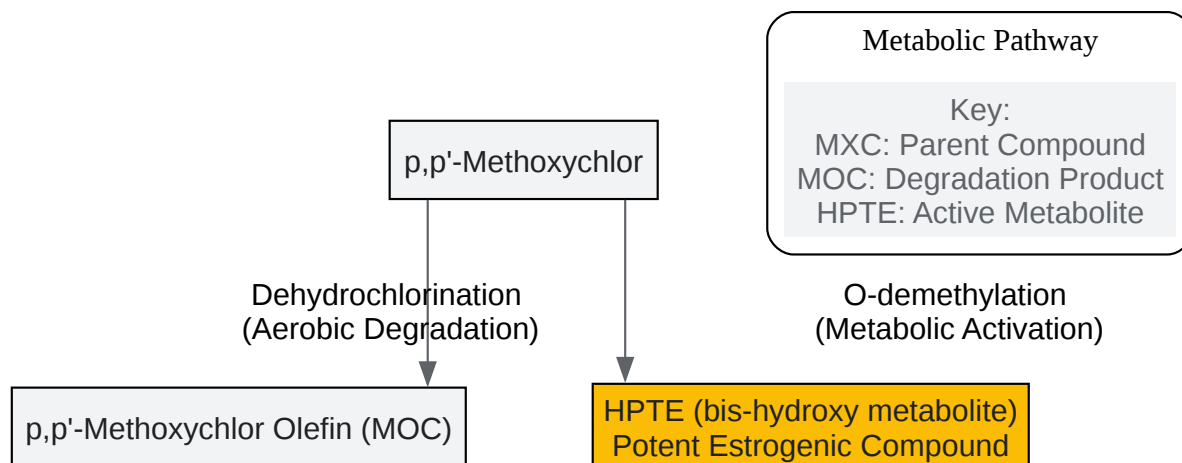 Metabolic Pathway
Key:
MXC: Parent Compound
MOC: Degradation Product
HPTE: Active Metabolite
p,p'-Methoxychlor
Dehydrochlorination
(Aerobic Degradation)
O-demethylation
(Metabolic Activation)
p,p'-Methoxychlor Olefin (MOC)
HPTE (bis-hydroxy metabolite)
Potent Estrogenic Compound